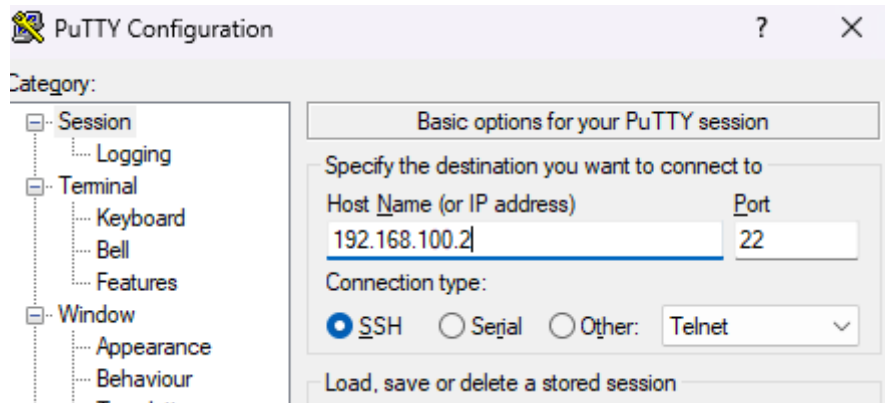 PuTTY Configuration
?
Category:
Session
Logging
Terminal
Keyboard
Bell
Features
Window
Appearance
Behaviour
Basic options for your PuTTY session
Specify the destination you want to connect to
Host Name (or IP address) Port
192.168.100.2 22
Connection type:
SSH Serial Other: Telnet
Load, save or delete a stored session